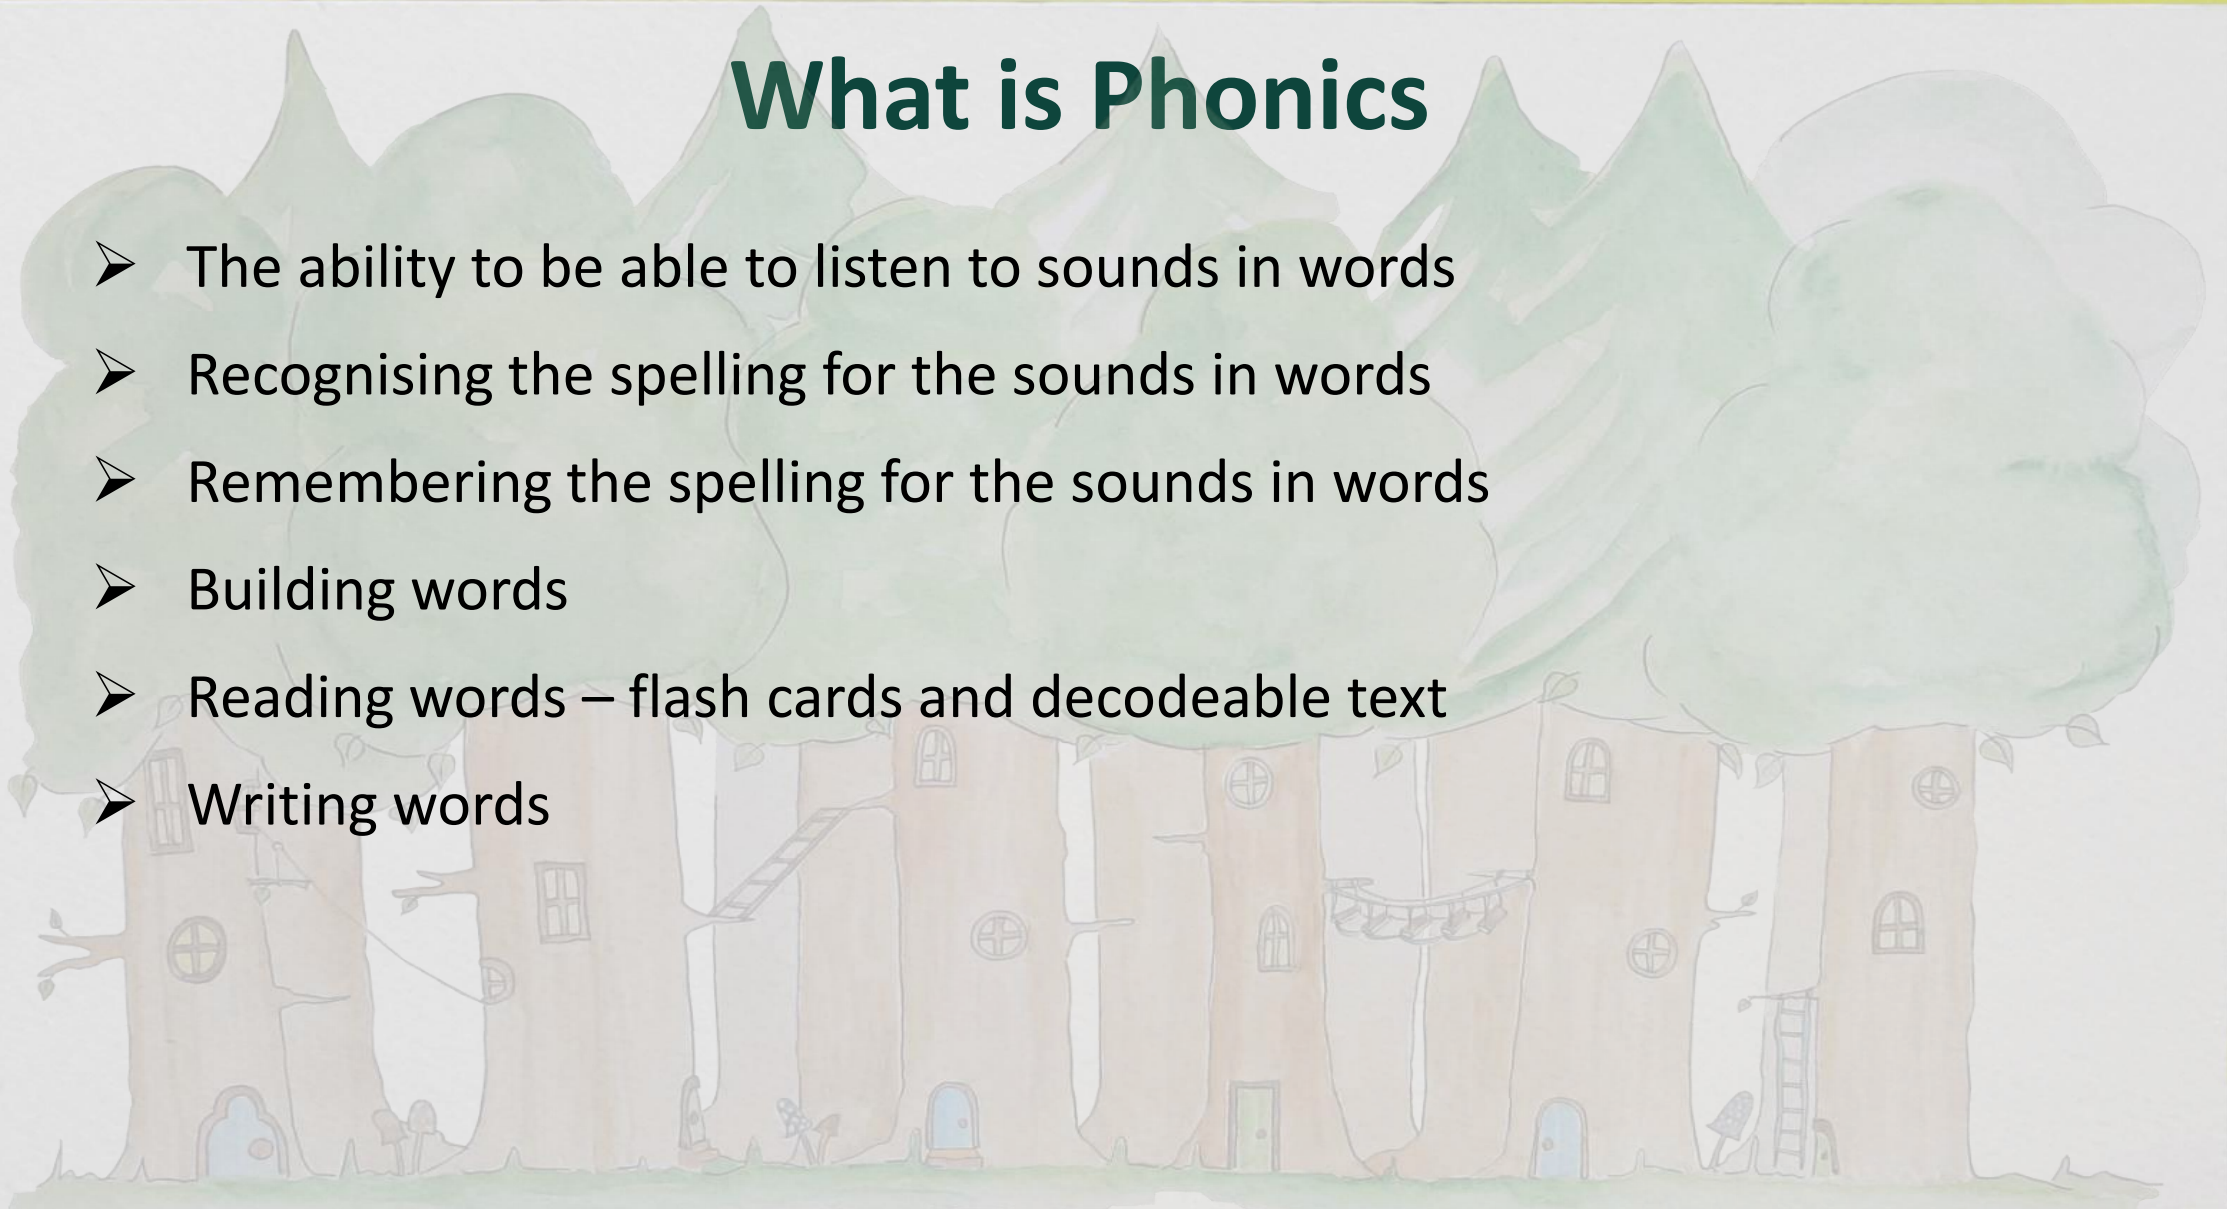 What is Phonics
➢ The ability to be able to listen to sounds in words
➢ Recognising the spelling for the sounds in words
➢ Remembering the spelling for the sounds in words
➢ Building words
➢ Reading words – flash cards and decodeable text
➢ Writing words